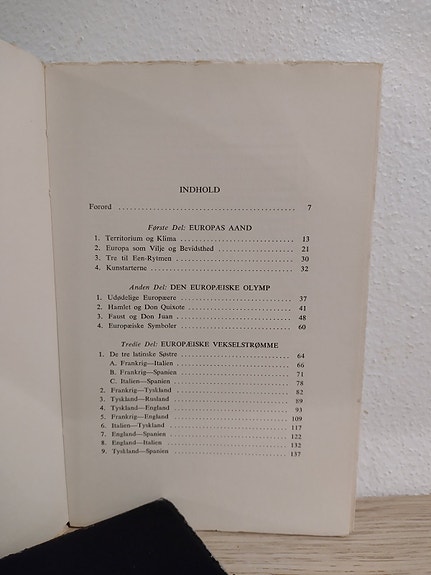 INDHOLD
Forord 7
Første Del: EUROPAS AAND
1. Territorium og Klima 13
2. Europa som Vilje og Bevidsthed 21
3. Tre til Een-Rytmen 30
4. Kunstarterne 32
Anden Del: DEN EUROPÆISKE OLYMP
1. Udødelige Europæere 37
2. Hamlet og Don Quixote 41
3. Faust og Don Juan 48
4. Europæiske Symboler 60
Tredie Del: EUROPÆISKE VEKSELSTRØMME
1. De tre latinske Søstre 64
A. Frankrig—Italien 66
B. Frankrig—Spanien 71
C. Italien—Spanien 78
2. Frankrig—Tyskland 82
3. Tyskland—Rusland 89
4. Tyskland—England 93
5. Frankrig—England 109
6. Italien—Tyskland 117
7. England—Spanien 122
8. England—Italien 132
9. Tyskland—Spanien 137